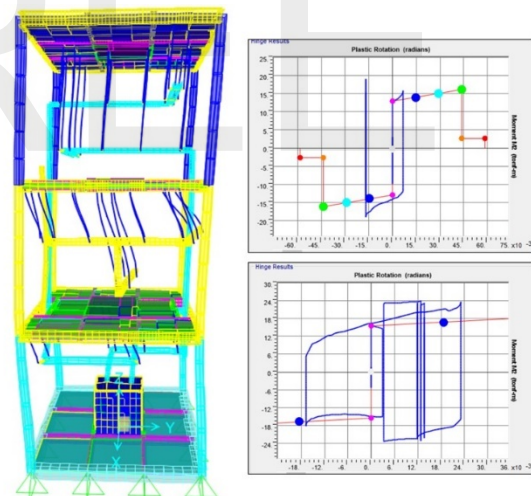 Hinge Results
Plastic Rotation (radians)
25
20
15
10
5
0
-5
-10
-15
-20
Moment M2 (tonf-m)
-60. -45. -30. -15. 0. 15. 30. 45. 60. 75. x10 -3
Hinge Results
Plastic Rotation (radians)
30.
24
18
12
6
0
-6
-12
-18
-24
-18. -12. -6. 0. 6. 12. 18. 24. 30. 36. x10 -3
Z
Y
X